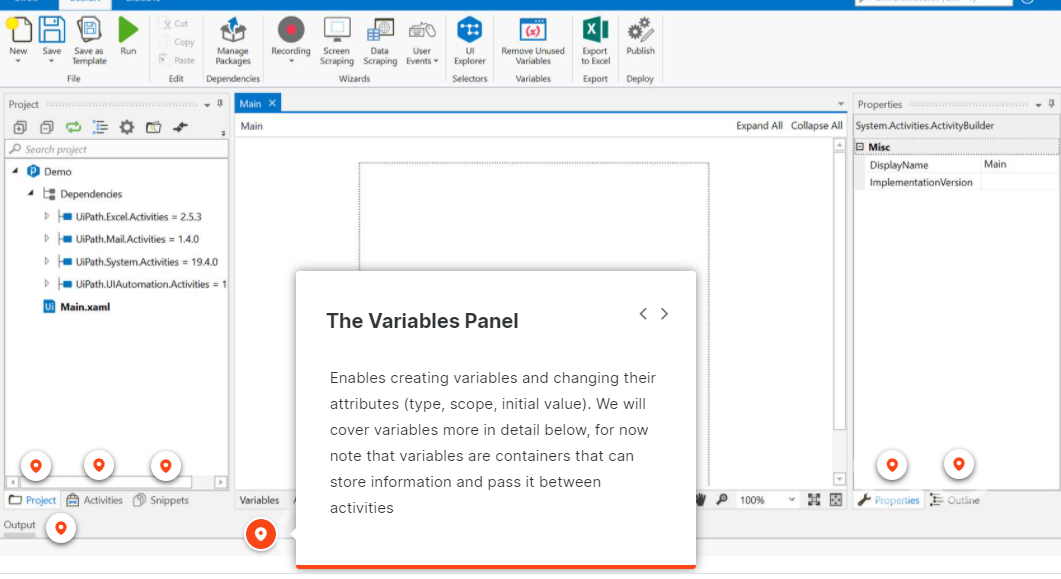 New
Save
Save as
Template
Run
File
Cut
Copy
Paste
Edit
Manage
Packages
Dependencies
Recording
Screen
Scraping
Data
Scraping
User
Events
Wizards
UI
Explorer
Selectors
Remove Unused
Variables
Variables
Export
to Excel
Export
Publish
Deploy
Project
Search project
Demo
Dependencies
UiPath.Excel.Activities = 2.5.3
UiPath.Mail.Activities = 1.4.0
UiPath.System.Activities = 19.4.0
UiPath.UIAutomation.Activities = 1
Ui Main.xaml
Project Activities Snippets
Output
Main
Main Expand All Collapse All
The Variables Panel
Enables creating variables and changing their
attributes (type, scope, initial value). We will
cover variables more in detail below, for now
note that variables are containers that can
store information and pass it between
activities
Variables
100%
Properties
System.Activities.ActivityBuilder
Misc
DisplayName Main
ImplementationVersion
Properties Outline